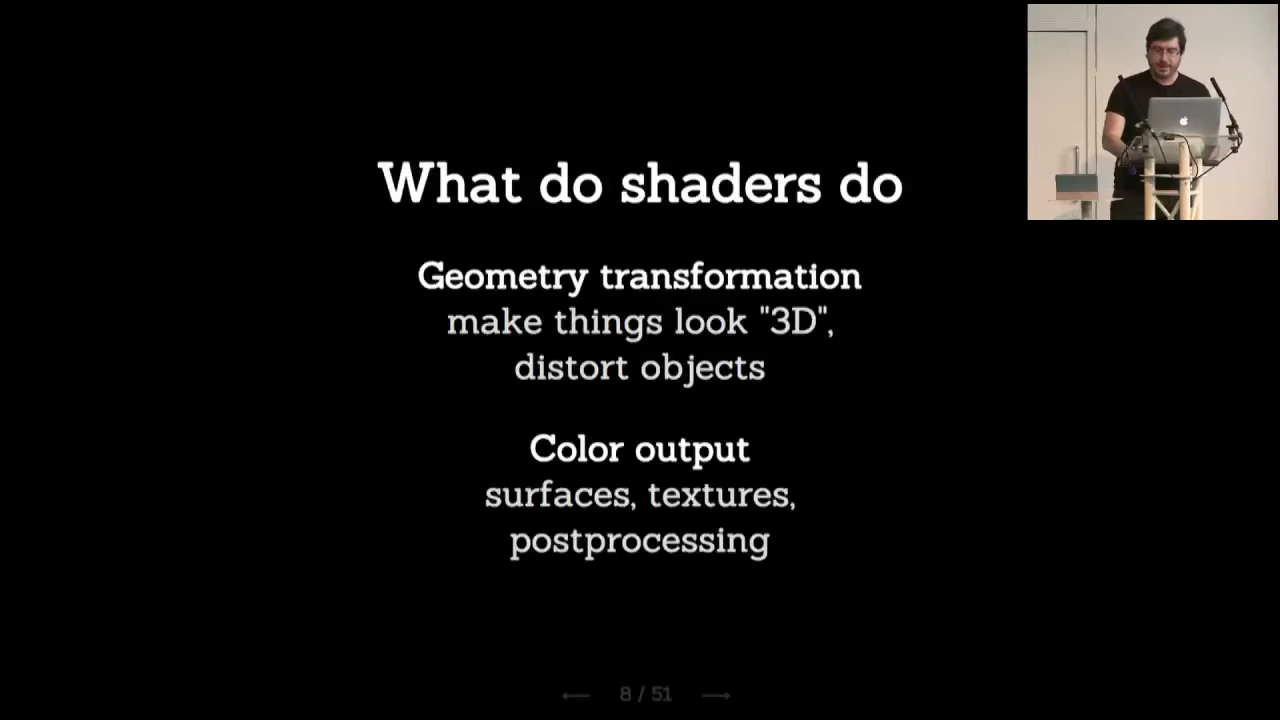 What do shaders do
Geometry transformation
make things look "3D",
distort objects
Color output
surfaces, textures,
postprocessing
← 8 / 51 →